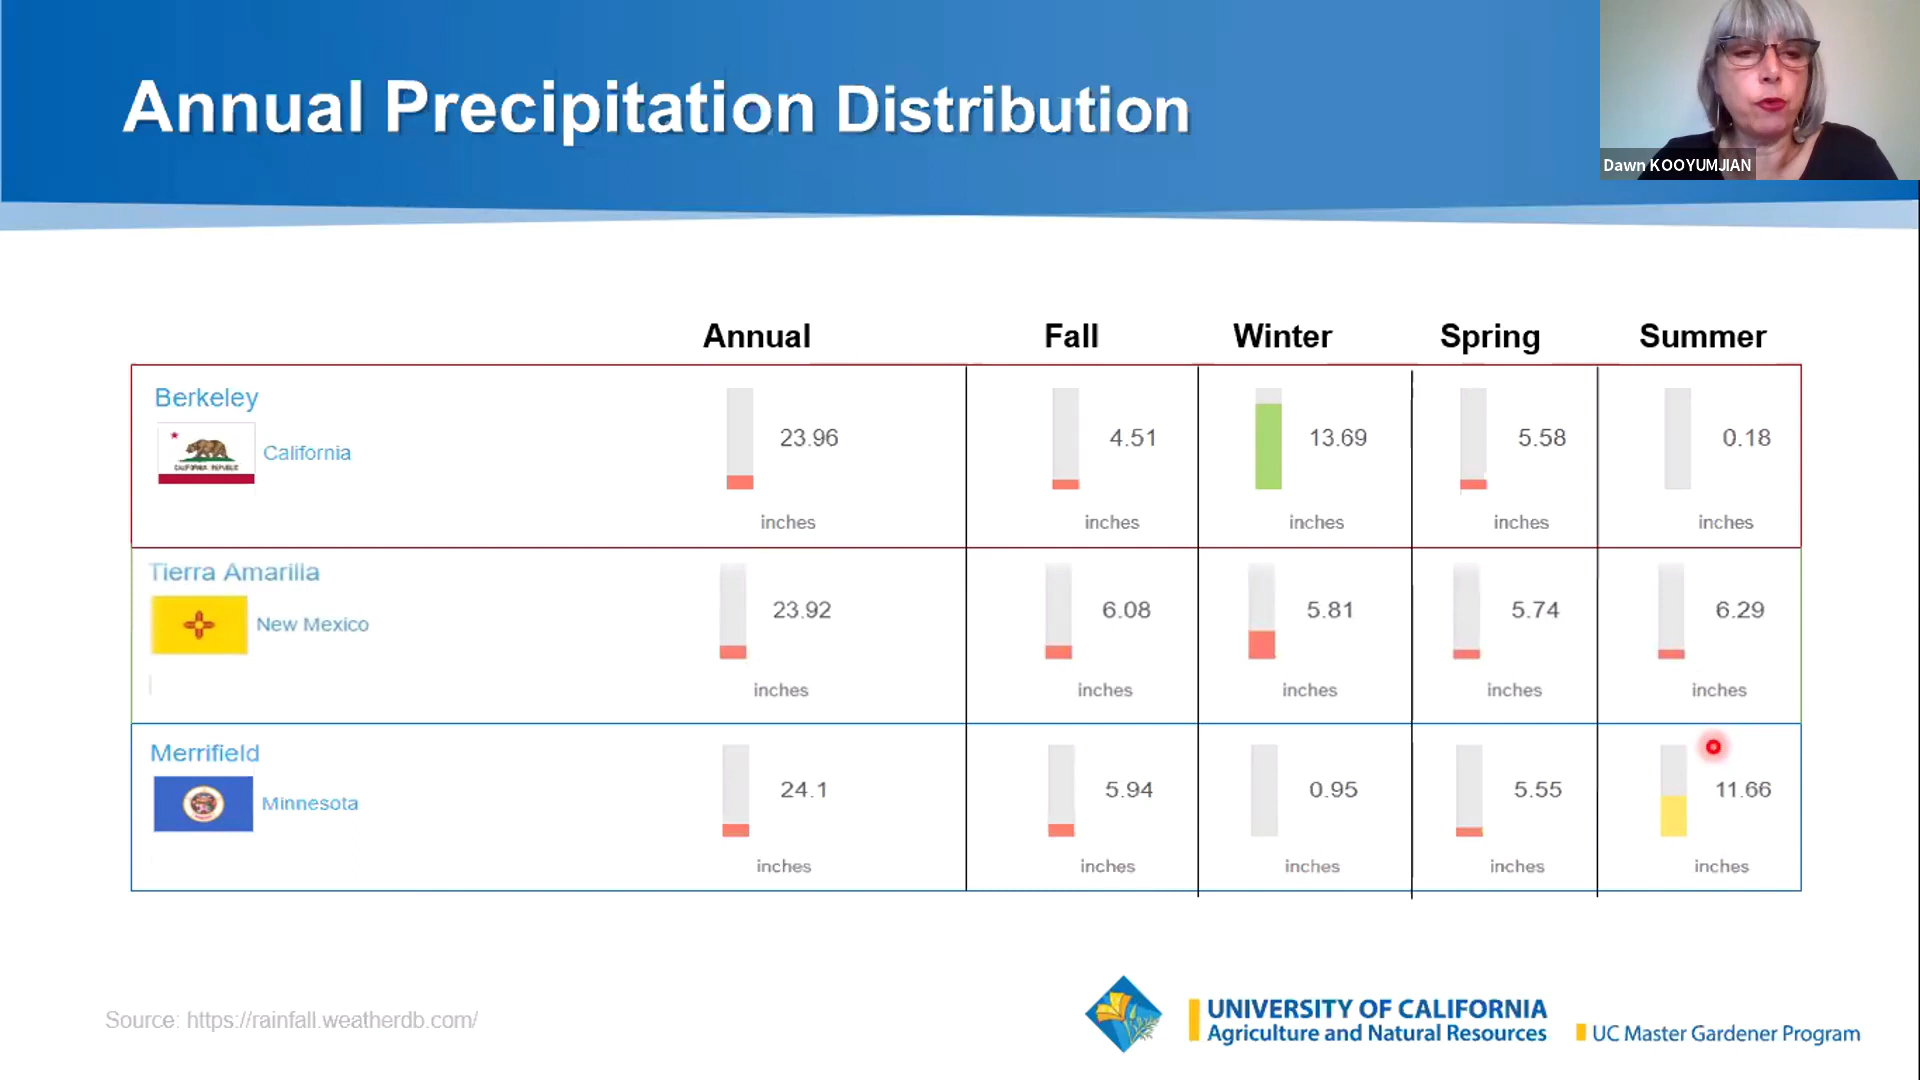 Annual Precipitation Distribution
Dawn KOOYUMJIAN
Annual Fall Winter Spring Summer
Berkeley
CALIFORNIA REPUBLIC
California
23.96 4.51 13.69 5.58 0.18
inches inches inches inches inches
Tierra Amarilla
New Mexico
23.92 6.08 5.81 5.74 6.29
inches inches inches inches inches
Merrifield
Minnesota
24.1 5.94 0.95 5.55 11.66
inches inches inches inches inches
Source: https://rainfall.weatherdb.com/
UNIVERSITY OF CALIFORNIA
Agriculture and Natural Resources
UC Master Gardener Program